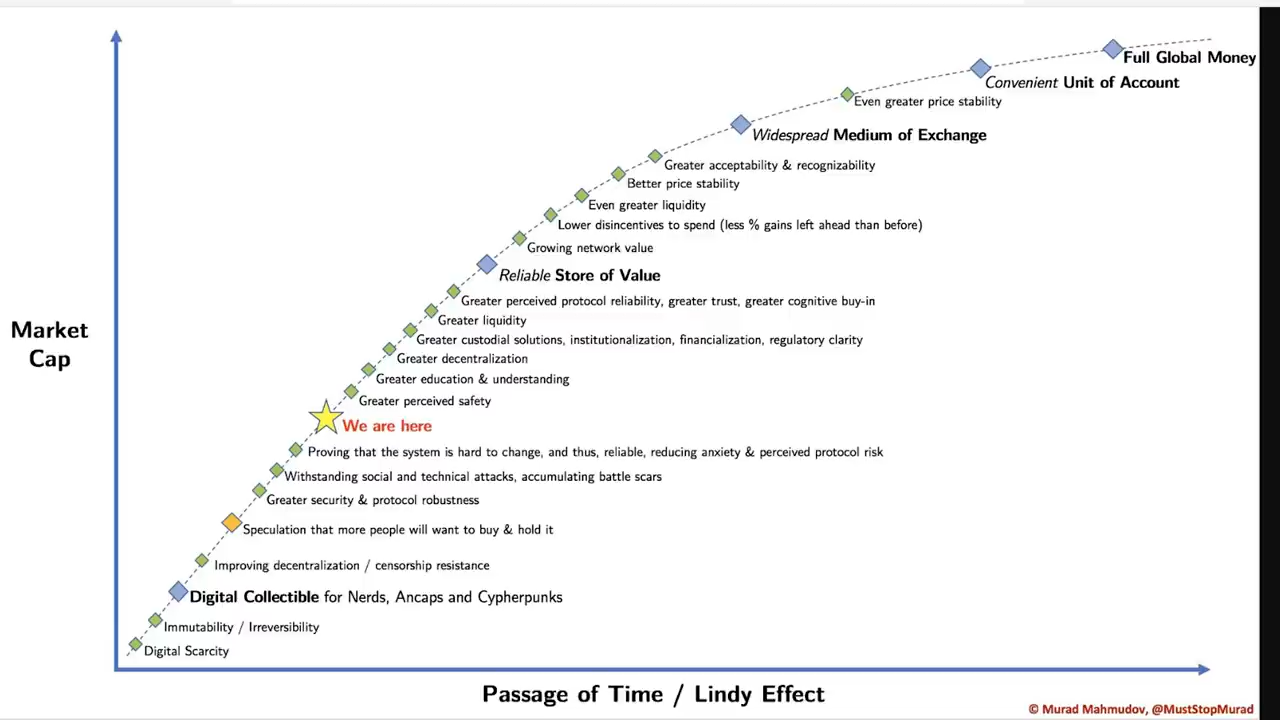 Full Global Money
Convenient Unit of Account
Even greater price stability
Widespread Medium of Exchange
Greater acceptability & recognizability
Better price stability
Even greater liquidity
Lower disincentives to spend (less % gains left ahead than before)
Growing network value
Reliable Store of Value
Greater perceived protocol reliability, greater trust, greater cognitive buy-in
Greater liquidity
Market
Cap
Greater custodial solutions, institutionalization, financialization, regulatory clarity
Greater decentralization
Greater education & understanding
Greater perceived safety
We are here
Proving that the system is hard to change, and thus, reliable, reducing anxiety & perceived protocol risk
Withstanding social and technical attacks, accumulating battle scars
Greater security & protocol robustness
Speculation that more people will want to buy & hold it
Improving decentralization / censorship resistance
Digital Collectible for Nerds, Ancaps and Cypherpunks
Immutability / Irreversibility
Digital Scarcity
Passage of Time / Lindy Effect
© Murad Mahmudov, @MustStopMurad